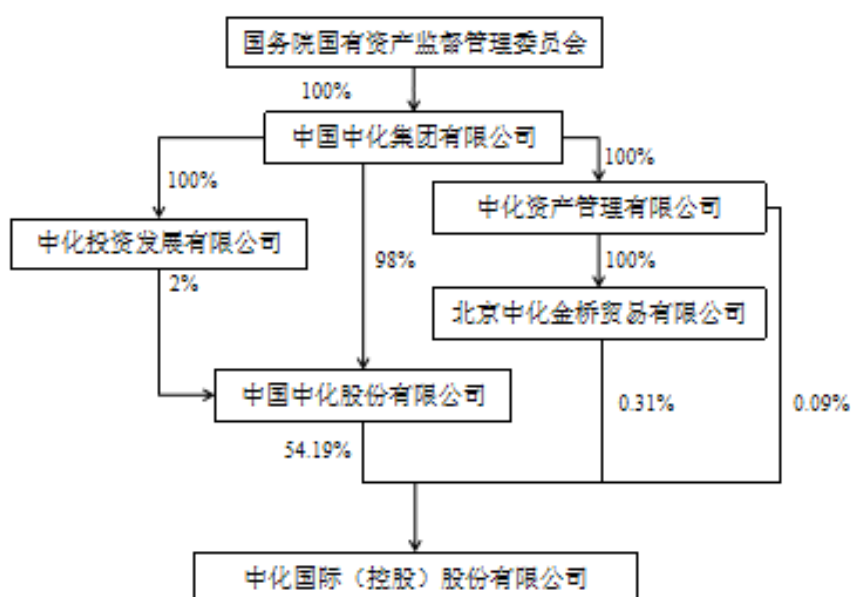 国务院国有资产监督管理委员会
100%
中国中化集团有限公司
100%
100%
中化资产管理有限公司
中化投资发展有限公司
98%
100%
2%
北京中化金桥贸易有限公司
中国中化股份有限公司
0.31%
0.09%
54.19%
中化国际（控股）股份有限公司